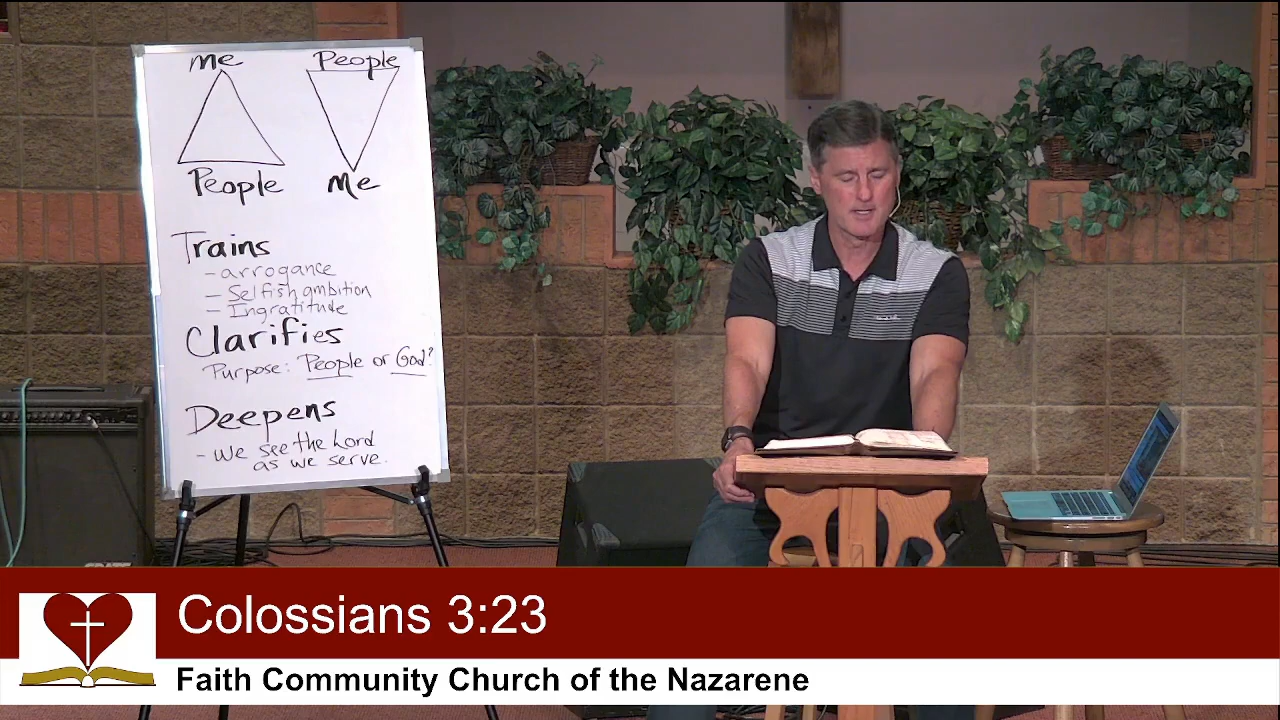 Me People
People Me
Trains
- arrogance
- Selfish ambition
- Ingratitude
Clarifies
Purpose: People or God?
Deepens
- We see the Lord
as we serve.
Colossians 3:23
Faith Community Church of the Nazarene